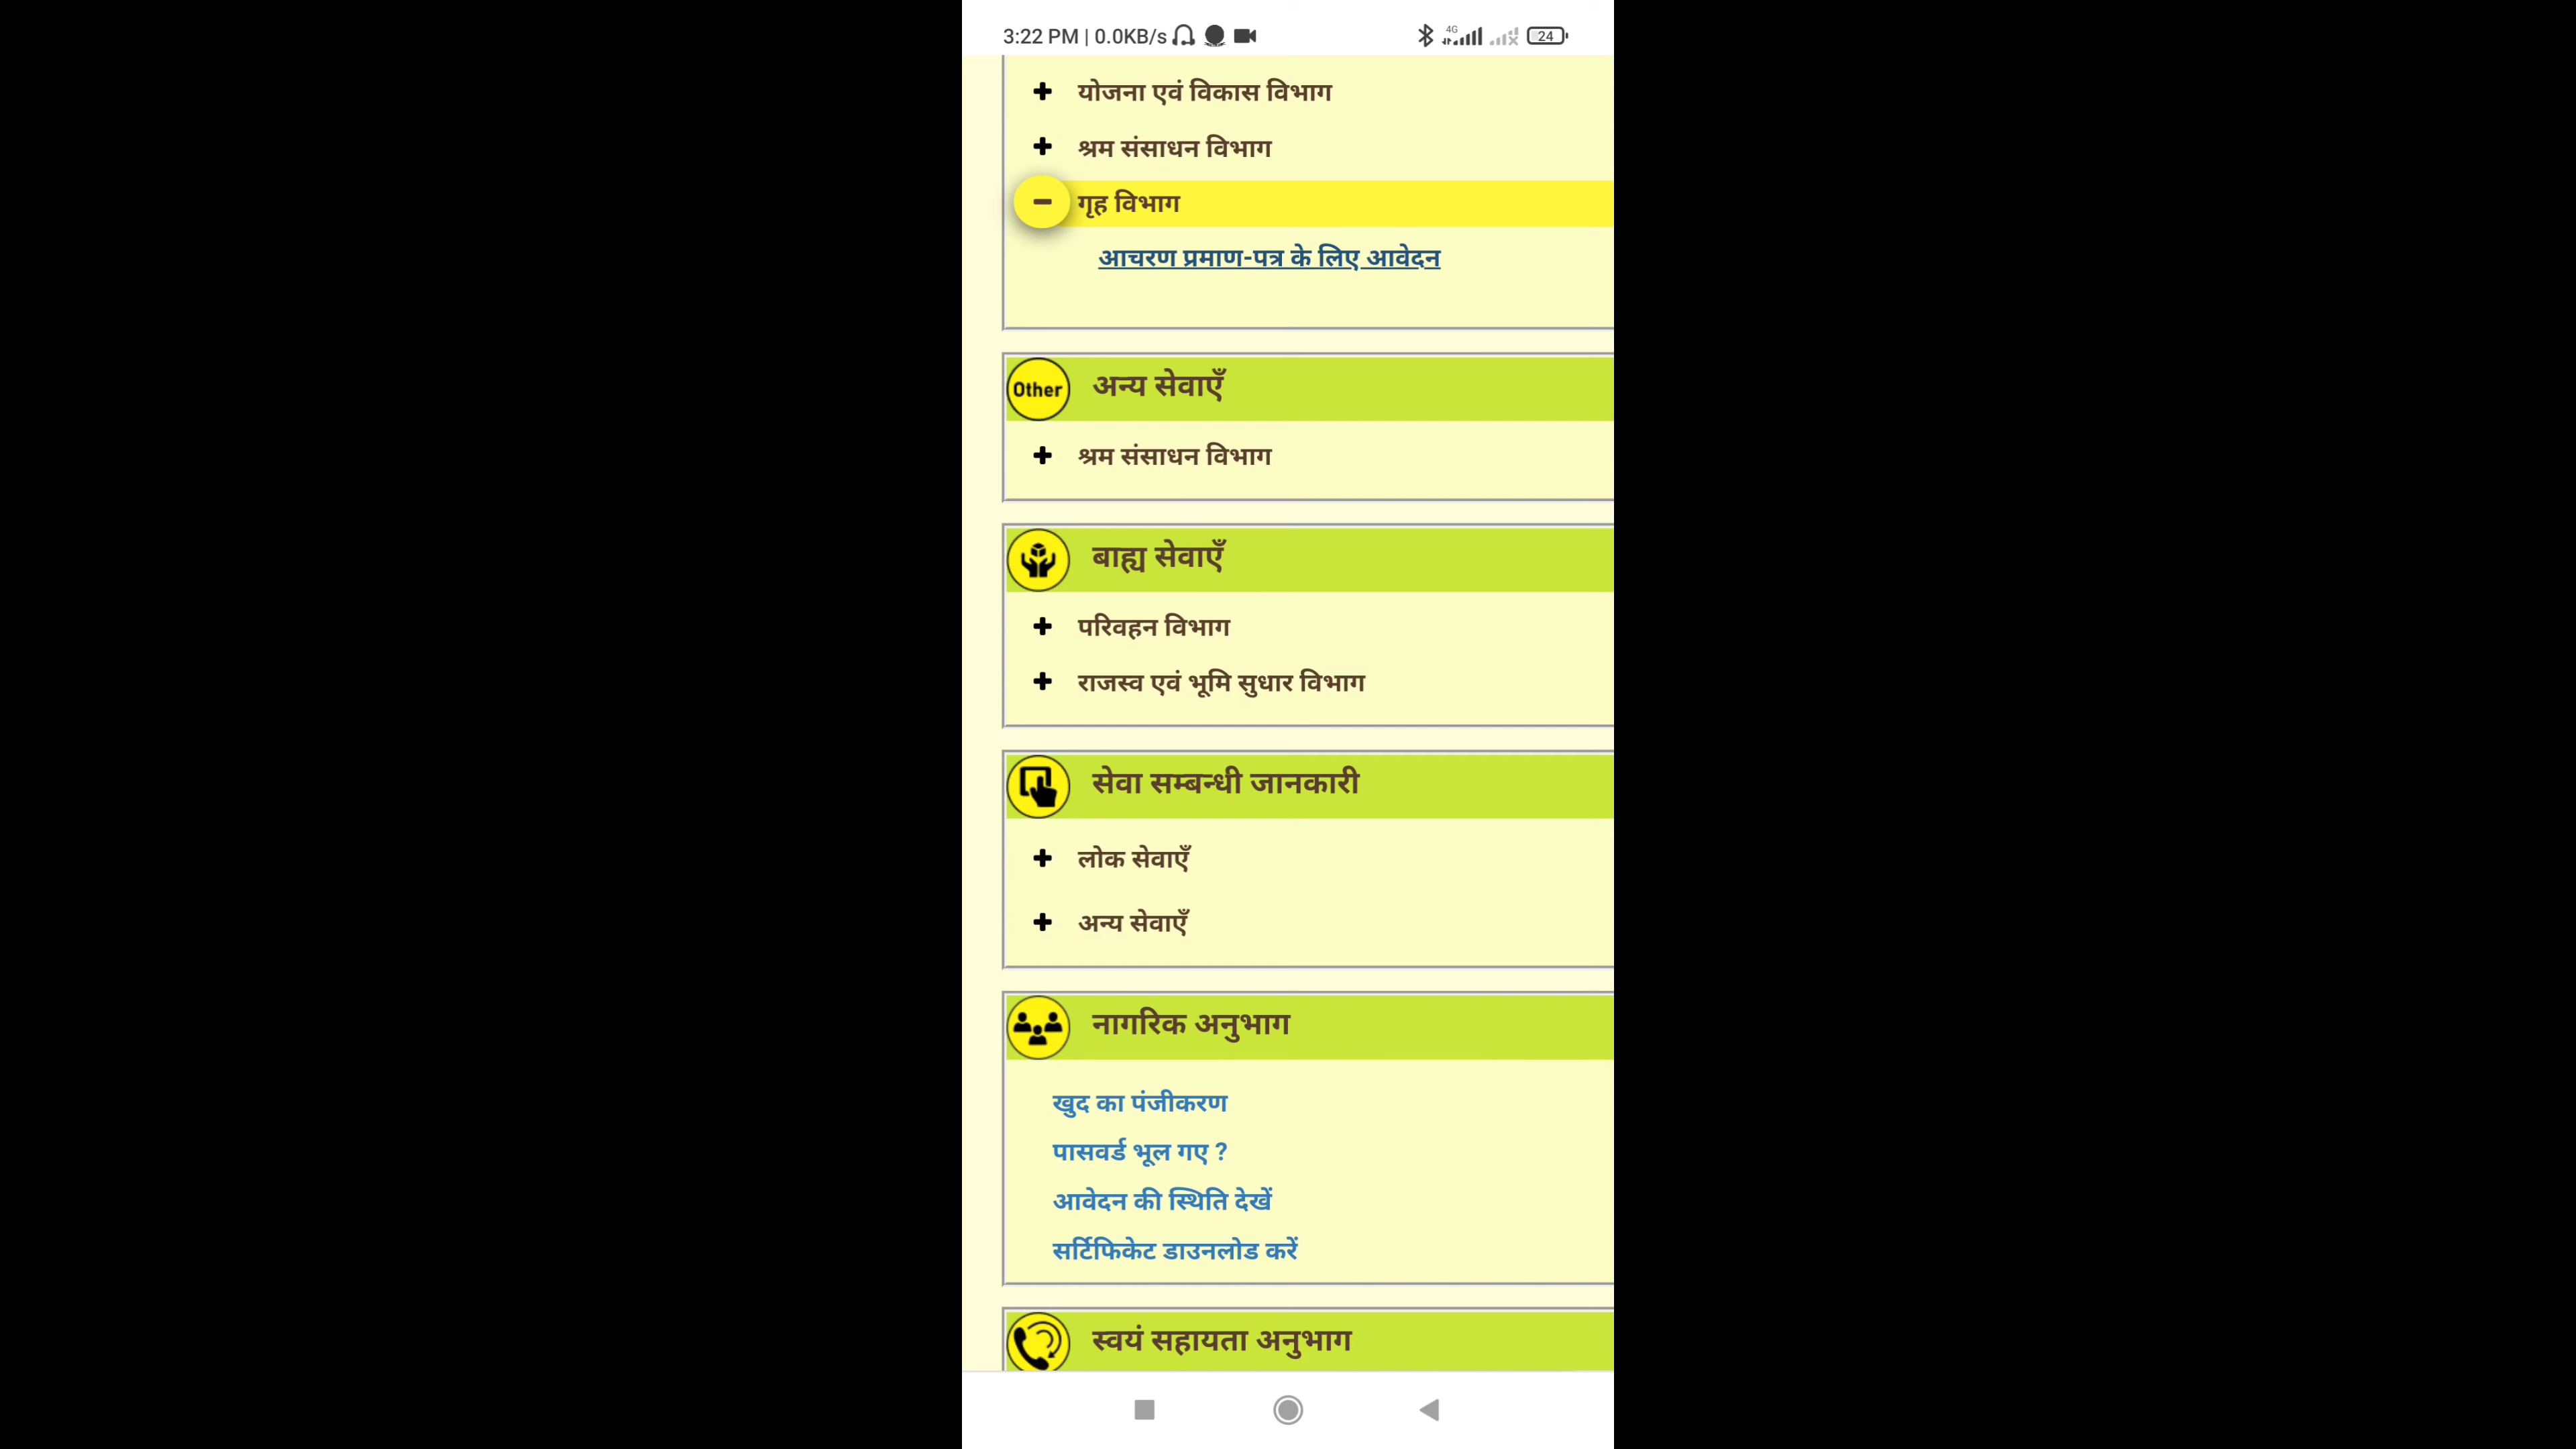 3:22 PM | 0.0KB/s 4G 24
योजना एवं विकास विभाग
श्रम संसाधन विभाग
गृह विभाग
आचरण प्रमाण-पत्र के लिए आवेदन
Other अन्य सेवाएँ
श्रम संसाधन विभाग
बाह्य सेवाएँ
परिवहन विभाग
राजस्व एवं भूमि सुधार विभाग
सेवा सम्बन्धी जानकारी
लोक सेवाएँ
अन्य सेवाएँ
नागरिक अनुभाग
खुद का पंजीकरण
पासवर्ड भूल गए ?
आवेदन की स्थिति देखें
सर्टिफिकेट डाउनलोड करें
स्वयं सहायता अनुभाग